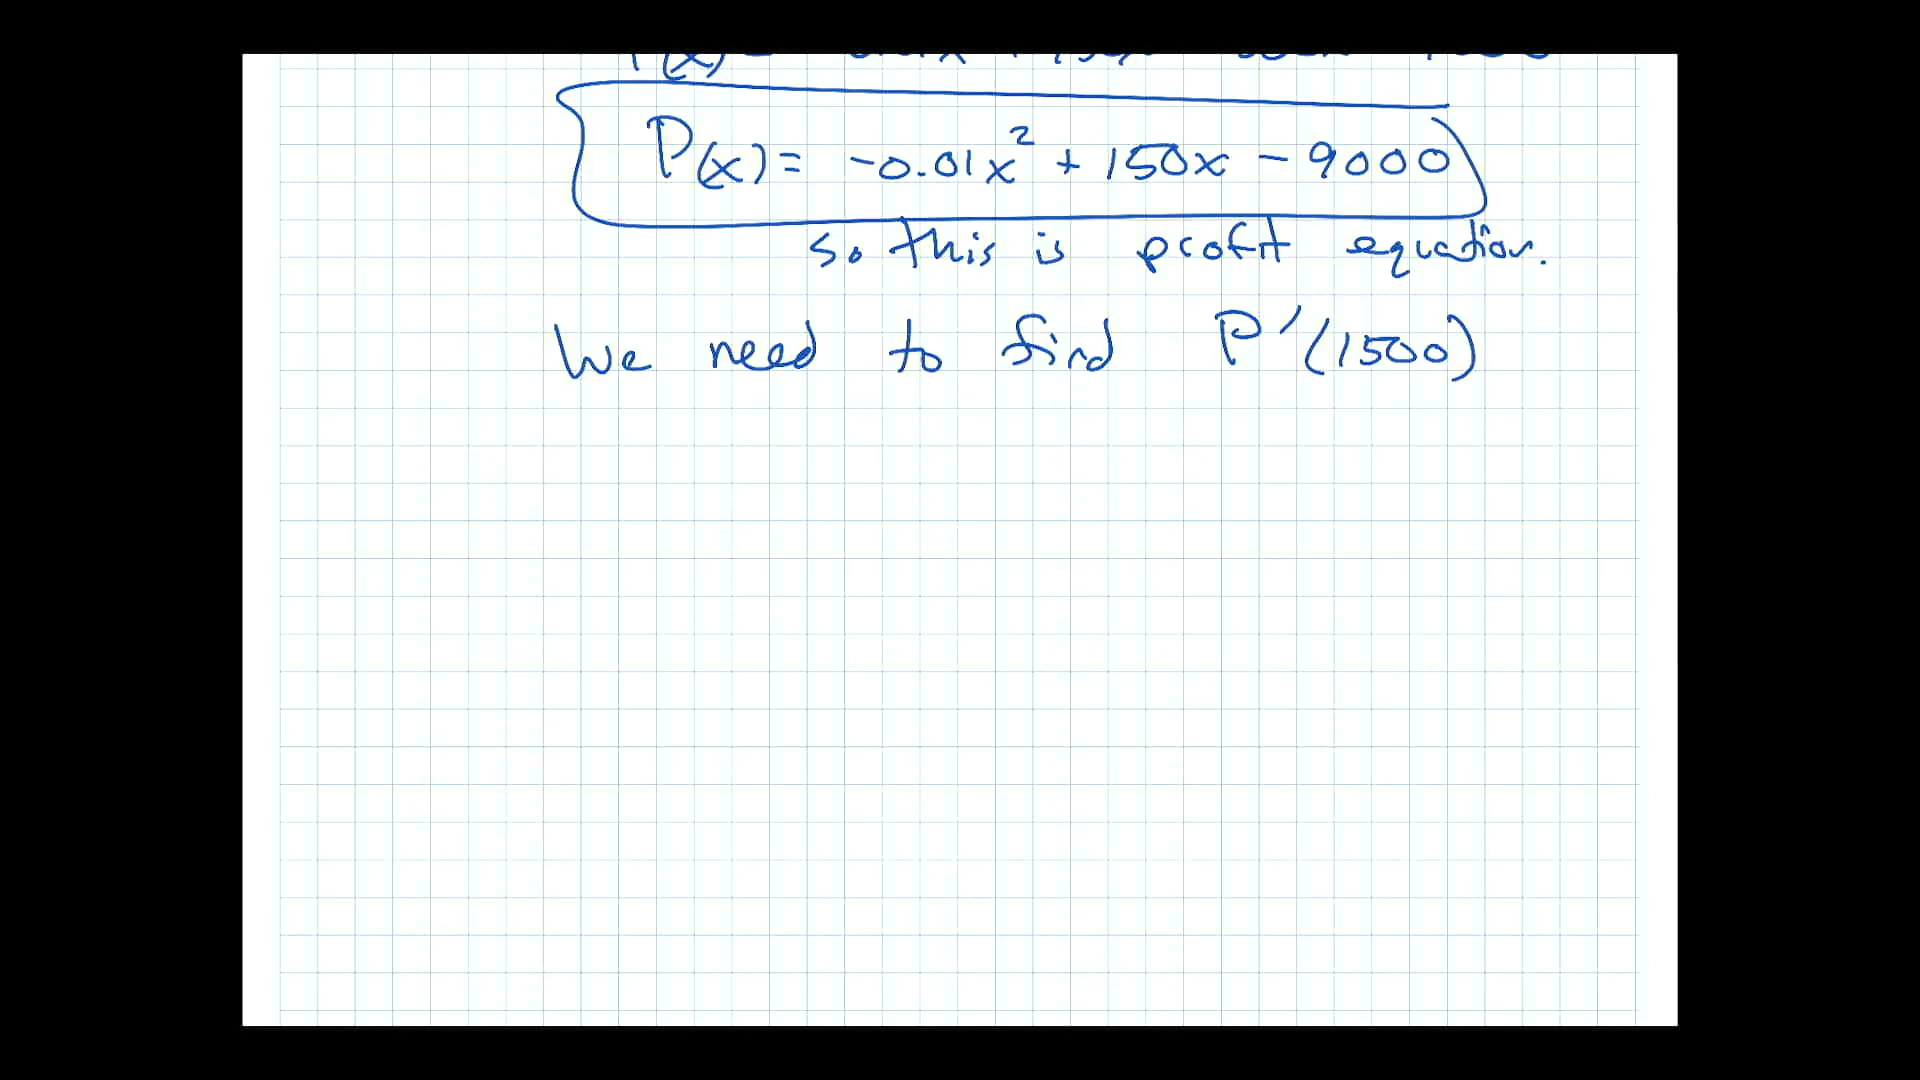 P(x) = -0.01x² + 150x - 9000
so this is profit equation.
We need to find P'(1500)